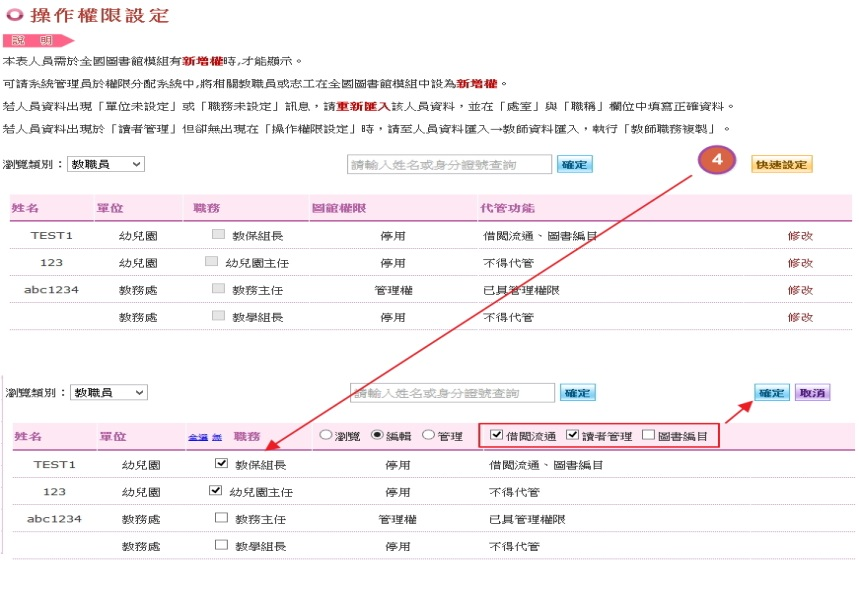 操作權限設定
說 明
本表人員需於全國圖書館模組有新增權時,才能顯示。
可請系統管理員於權限分配系統中,將相關教職員或志工在全國圖書館模組中設為新增權。
若人員資料出現「單位未設定」或「職務未設定」訊息,請重新匯入該人員資料,並在「處室」與「職稱」欄位中填寫正確資料。
若人員資料出現於「讀者管理」但卻無出現在「操作權限設定」時,請至人員資料匯入→教師資料匯入,執行「教師職務複製」。
瀏覽類別: 教職員 請輸入姓名或身分證號查詢 確定 4 快速設定
姓名 單位 職務 圖館權限 代管功能
TEST1 幼兒園 教保組長 停用 借閱流通、圖書編目 修改
123 幼兒園 幼兒園主任 停用 不得代管 修改
abc1234 教務處 教務主任 管理權 已具管理權限 修改
教務處 教學組長 停用 不得代管 修改
瀏覽類別: 教職員 請輸入姓名或身分證號查詢 確定 確定 取消
姓名 單位 全選 無 職務 瀏覽 編輯 管理 借閱流通 讀者管理 圖書編目
TEST1 幼兒園 教保組長 停用 借閱流通、圖書編目
123 幼兒園 幼兒園主任 停用 不得代管
abc1234 教務處 教務主任 管理權 已具管理權限
教務處 教學組長 停用 不得代管